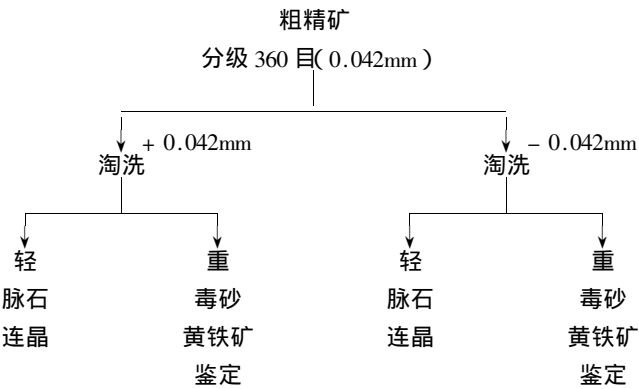 粗精矿
分级 360 目( 0.042mm )
+ 0.042mm
- 0.042mm
淘洗 淘洗
轻 重 轻 重
脉石 毒砂 脉石 毒砂
连晶 黄铁矿 连晶 黄铁矿
鉴定 鉴定